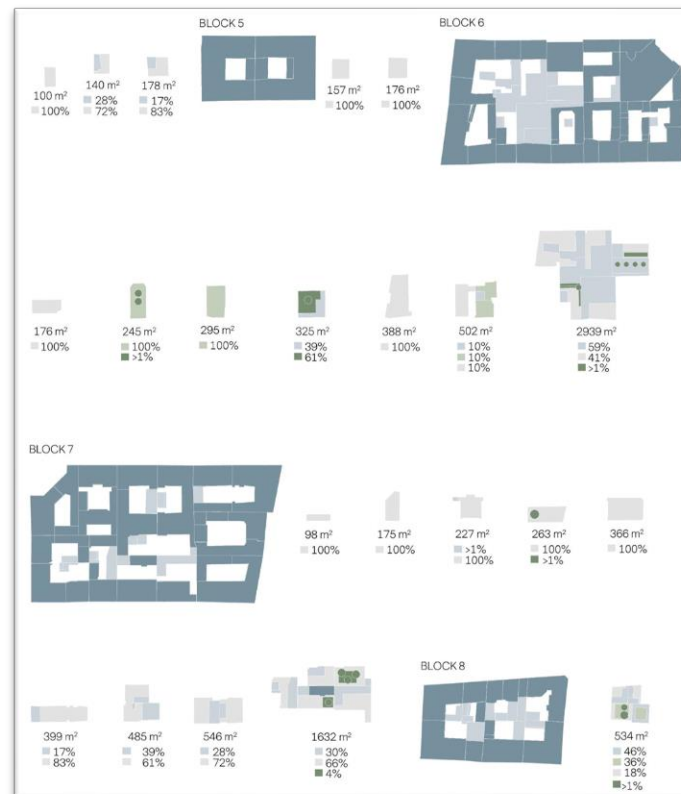 BLOCK 5
BLOCK 6
100 m²
100%
140 m²
28%
72%
178 m²
17%
83%
157 m²
100%
176 m²
100%
176 m²
100%
245 m²
100%
>1%
295 m²
100%
325 m²
39%
61%
388 m²
100%
502 m²
10%
10%
10%
2939 m²
59%
41%
>1%
BLOCK 7
98 m²
100%
175 m²
100%
227 m²
>1%
100%
263 m²
100%
>1%
366 m²
100%
BLOCK 8
399 m²
17%
83%
485 m²
39%
61%
546 m²
28%
72%
1632 m²
30%
66%
4%
534 m²
46%
36%
18%
>1%